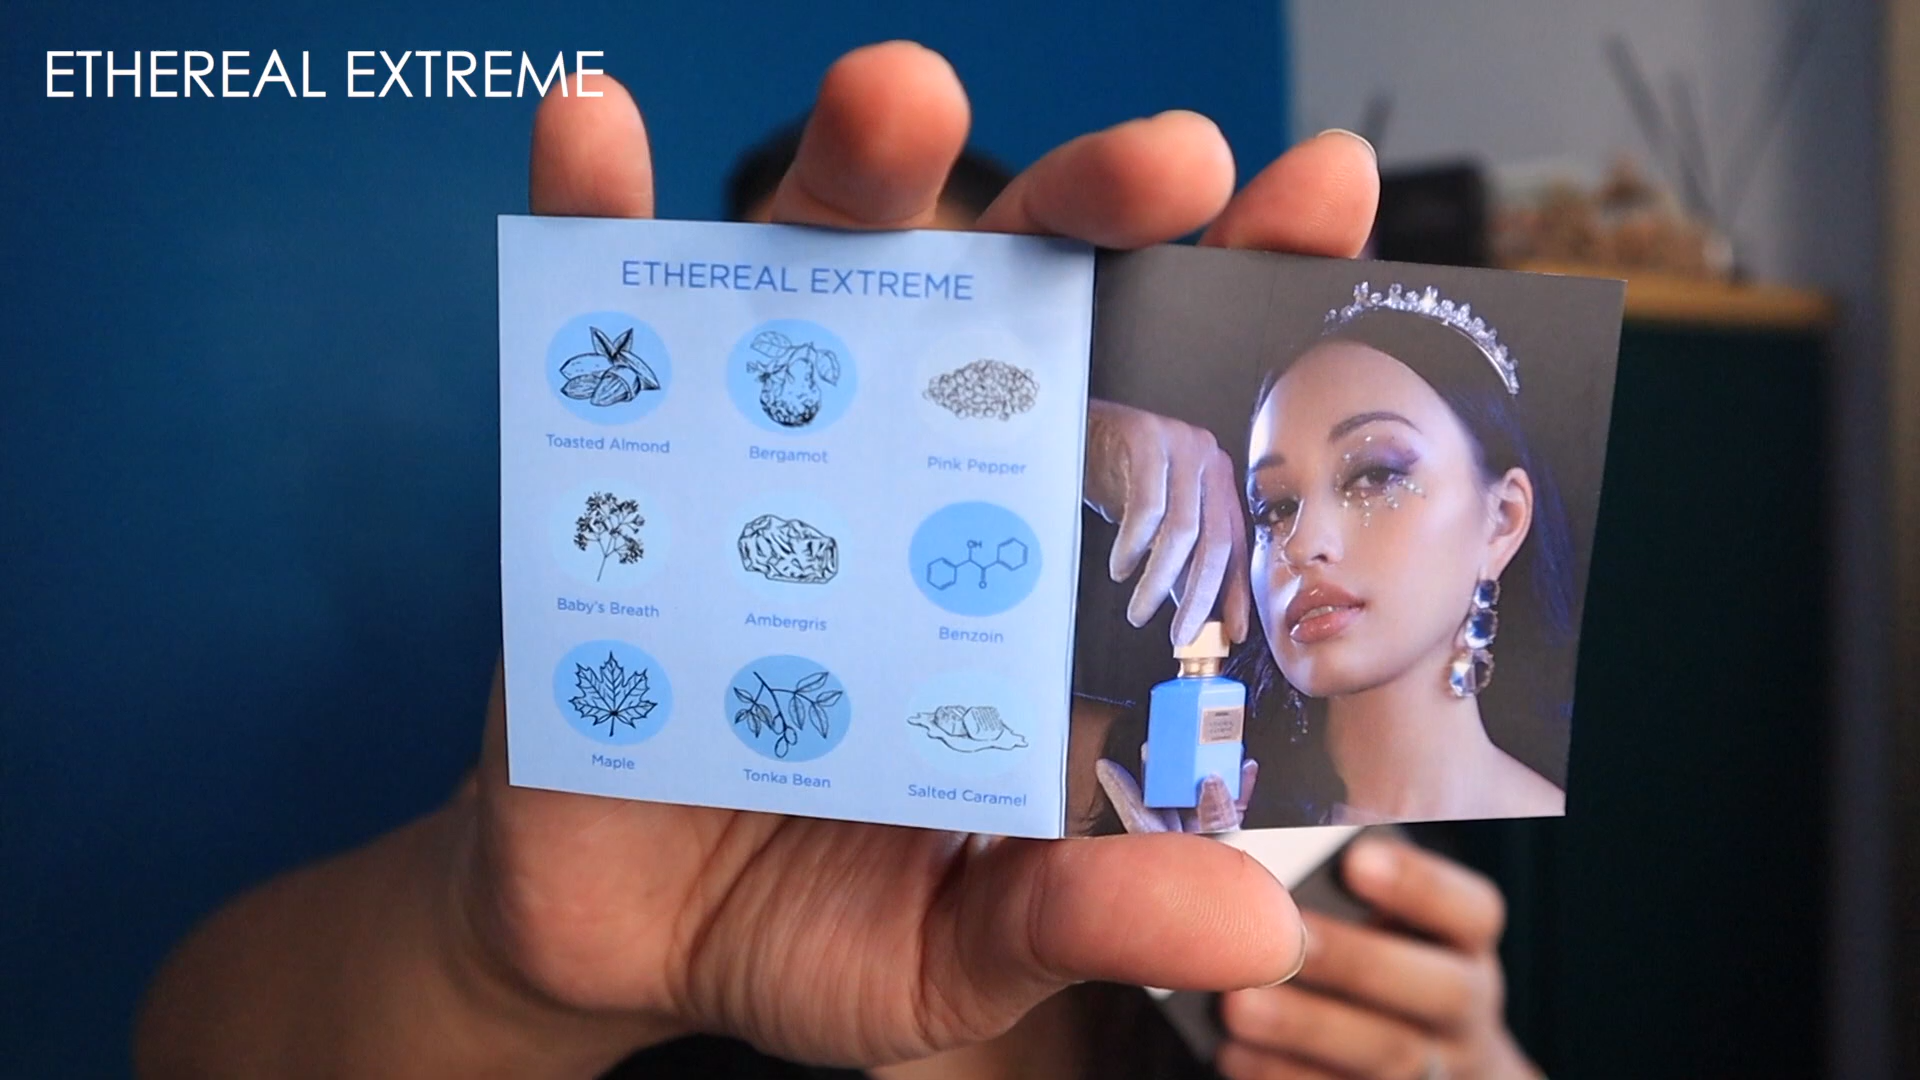 ETHEREAL EXTREME
ETHEREAL EXTREME
Toasted Almond
Bergamot
Pink Pepper
Baby's Breath
Ambergris
OH
O
Benzoin
Maple
Tonka Bean
Salted Caramel